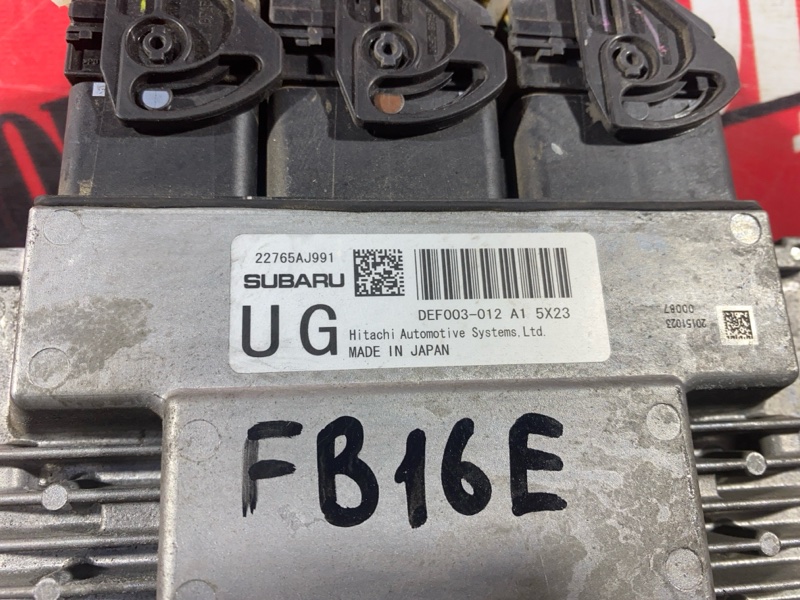 22765AJ991
SUBARU
UG
DEF003-012 A1 5X23
Hitachi Automotive Systems,Ltd.
MADE IN JAPAN
20151023
00087
FB16E